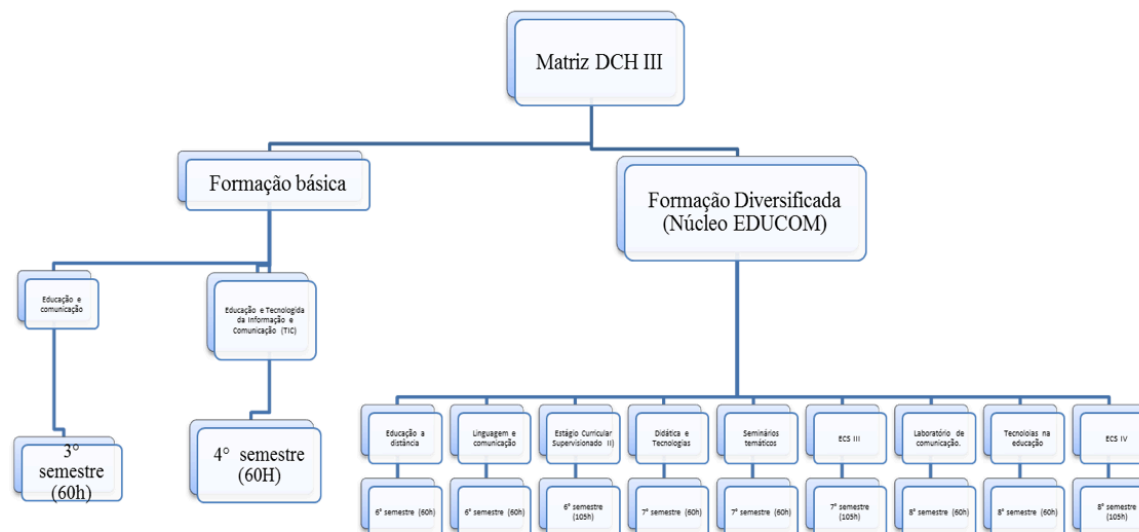 Matriz DCH III
Formação básica
Formação Diversificada
(Núcleo EDUCOM)
Educação e
comunicação
Educação e Tecnologida
da Informação e
Comunicação (TIC)
3°
semestre
(60h)
4° semestre
(60H)
Educação a
distância
Linguagem e
comunicação
Estágio Curricular
Supervisionado II)
Didática e
Tecnologias
Seminários
temáticos
ECS III
Laboratório de
comunicação.
Tecnoloias na
educação
ECS IV
6° semestre (60h)
6° semestre (60h)
6° semestre
(105h)
7° semestre (60h)
7° semestre (60h)
7° semestre
(105h)
8° semestre (60h)
8° semestre (60h)
8° semestre
(105h)